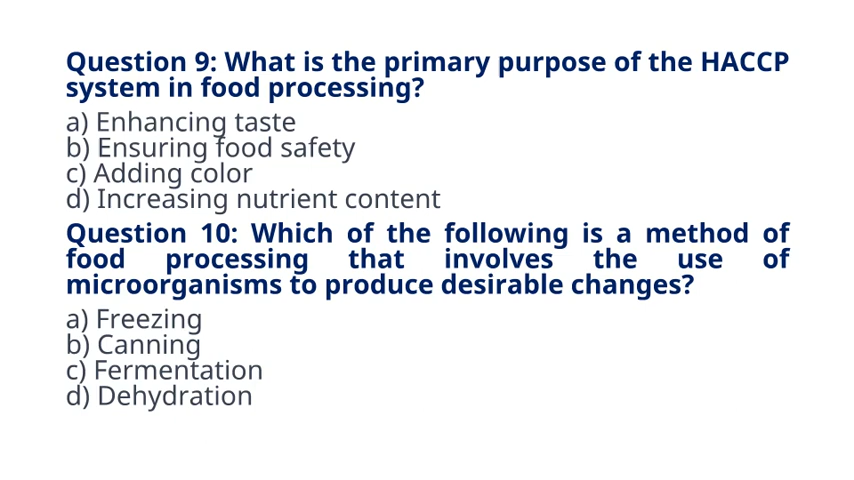 Question 9: What is the primary purpose of the HACCP
system in food processing?
a) Enhancing taste
b) Ensuring food safety
c) Adding color
d) Increasing nutrient content
Question 10: Which of the following is a method of
food processing that involves the use of
microorganisms to produce desirable changes?
a) Freezing
b) Canning
c) Fermentation
d) Dehydration